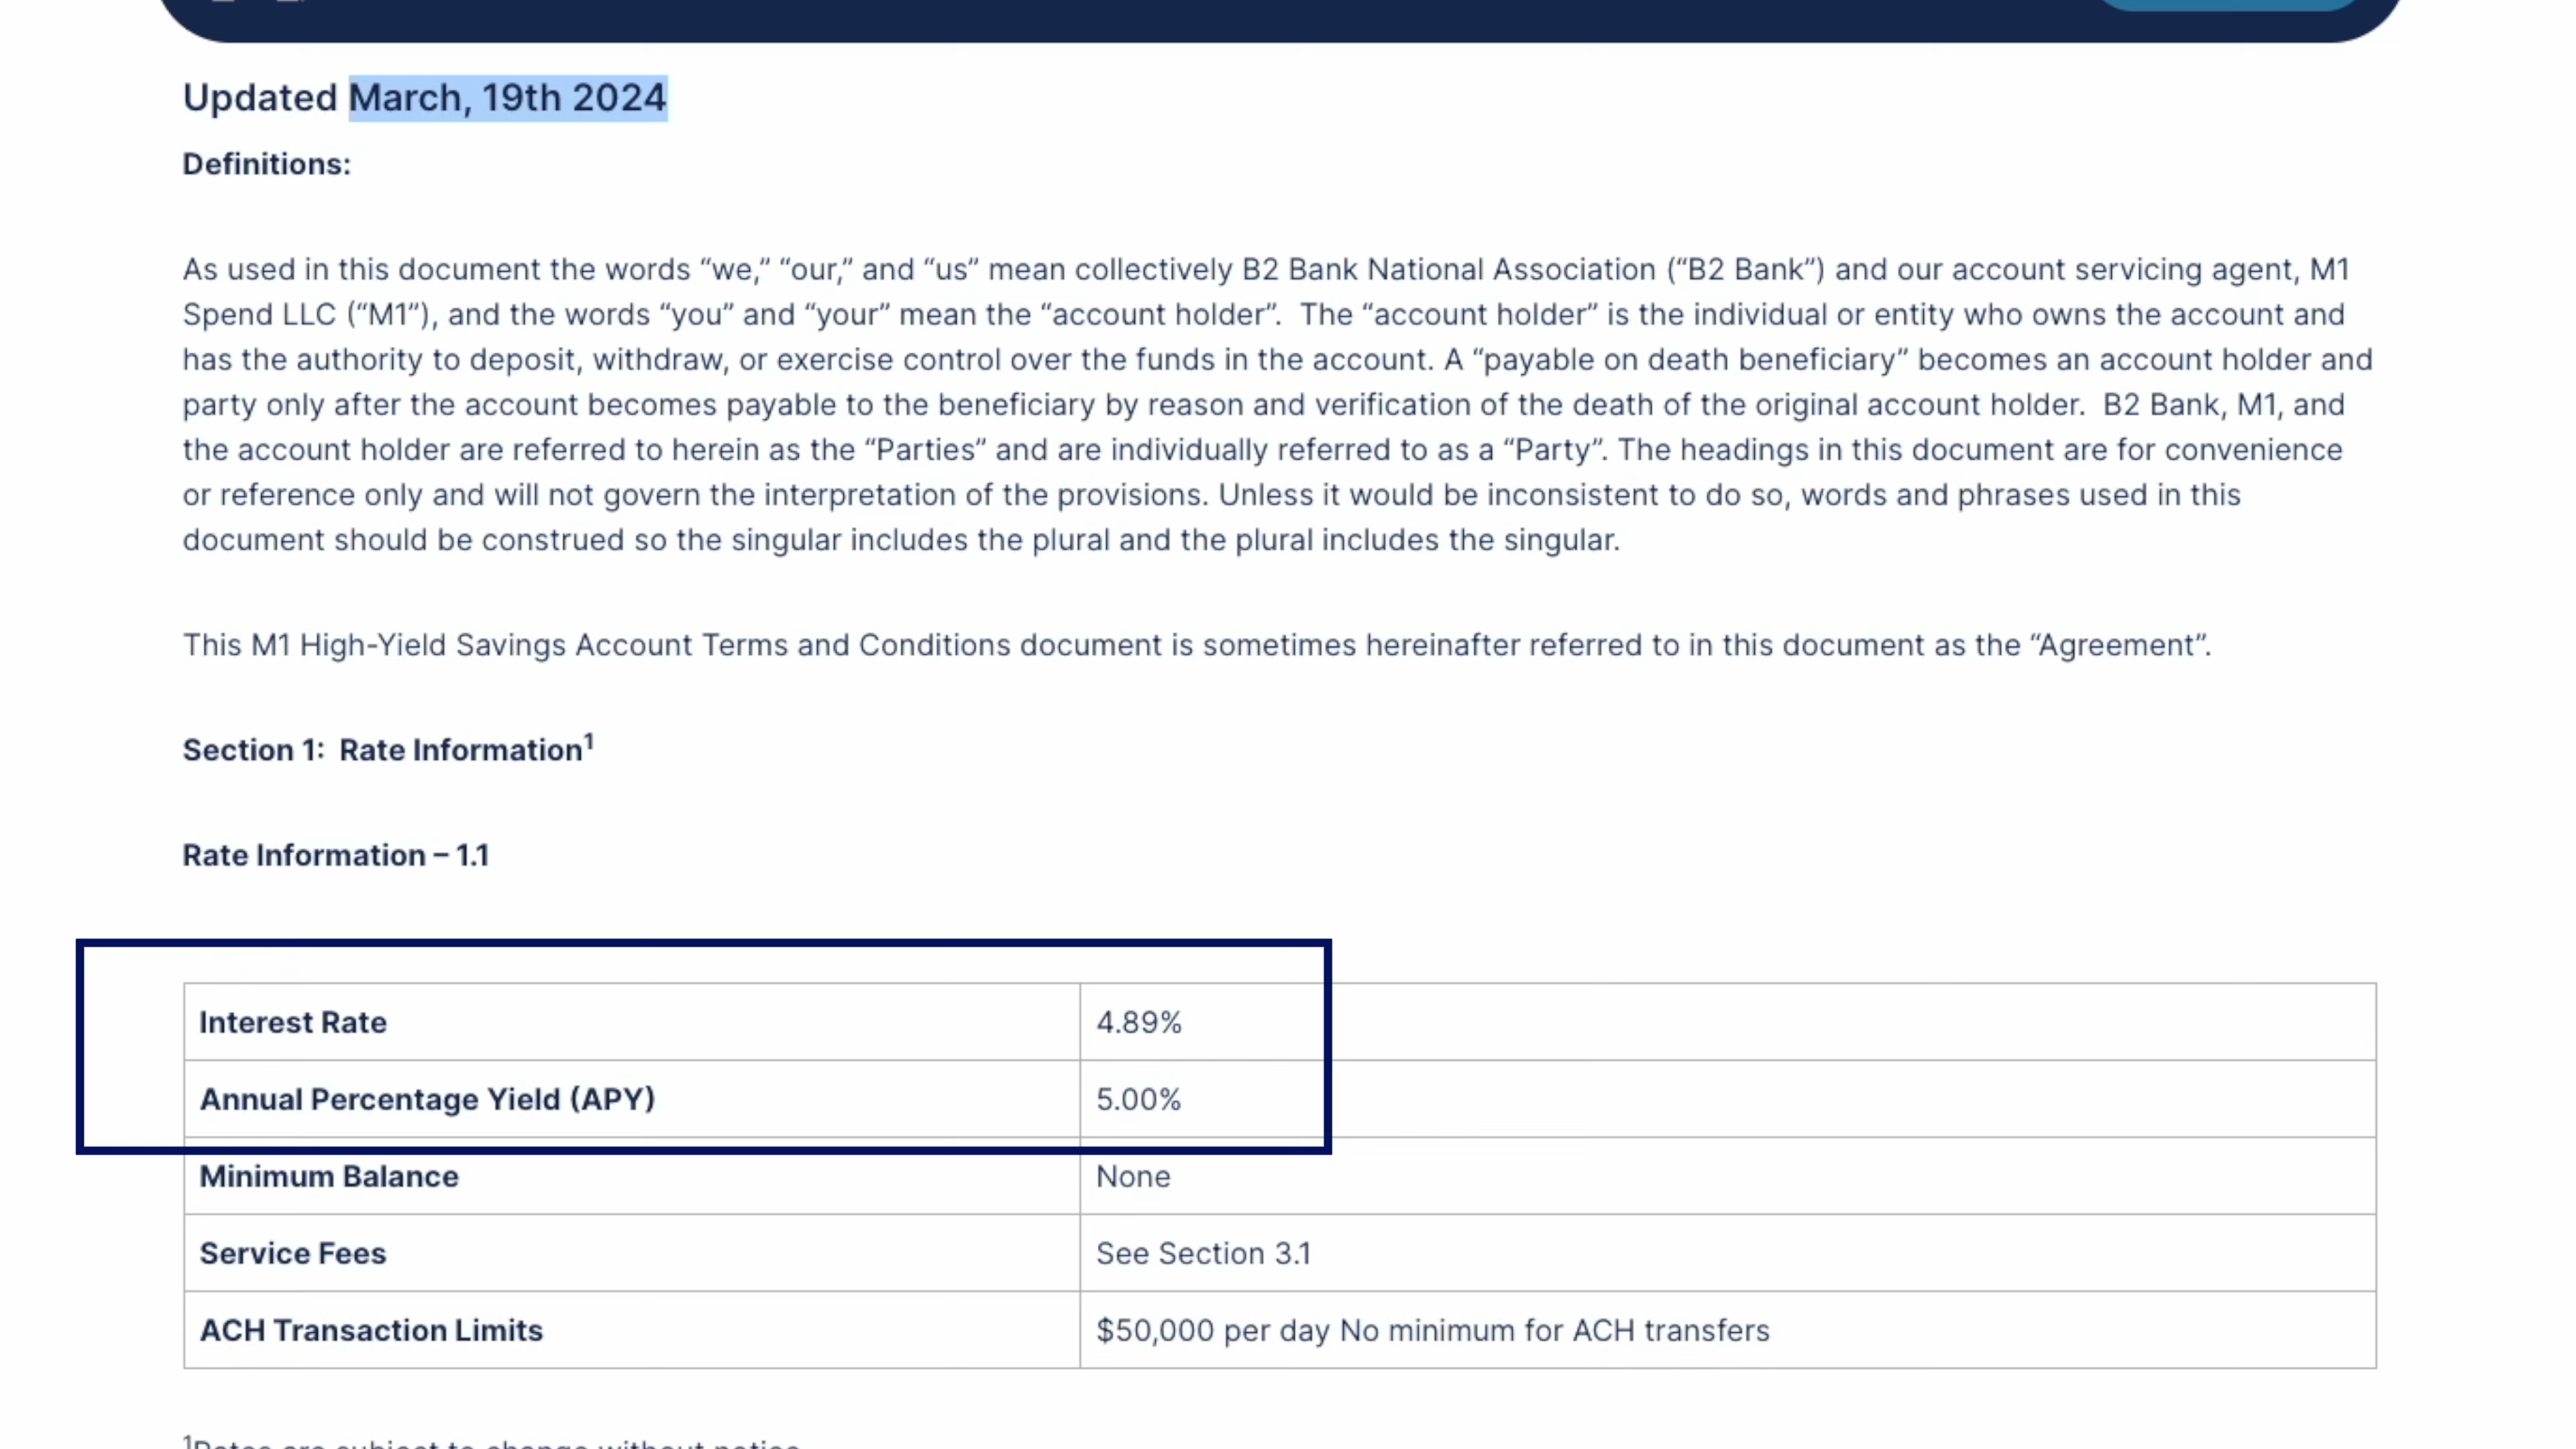 Updated March, 19th 2024
Definitions:
As used in this document the words “we,” “our,” and “us” mean collectively B2 Bank National Association (“B2 Bank”) and our account servicing agent, M1
Spend LLC (“M1”), and the words “you” and “your” mean the “account holder”.  The “account holder” is the individual or entity who owns the account and
has the authority to deposit, withdraw, or exercise control over the funds in the account. A “payable on death beneficiary” becomes an account holder and
party only after the account becomes payable to the beneficiary by reason and verification of the death of the original account holder.  B2 Bank, M1, and
the account holder are referred to herein as the “Parties” and are individually referred to as a “Party”. The headings in this document are for convenience
or reference only and will not govern the interpretation of the provisions. Unless it would be inconsistent to do so, words and phrases used in this
document should be construed so the singular includes the plural and the plural includes the singular.
This M1 High-Yield Savings Account Terms and Conditions document is sometimes hereinafter referred to in this document as the “Agreement”.
Section 1:  Rate Information¹
Rate Information – 1.1
Interest Rate 4.89%
Annual Percentage Yield (APY) 5.00%
Minimum Balance None
Service Fees See Section 3.1
ACH Transaction Limits $50,000 per day No minimum for ACH transfers
¹Rates are subject to change without notice